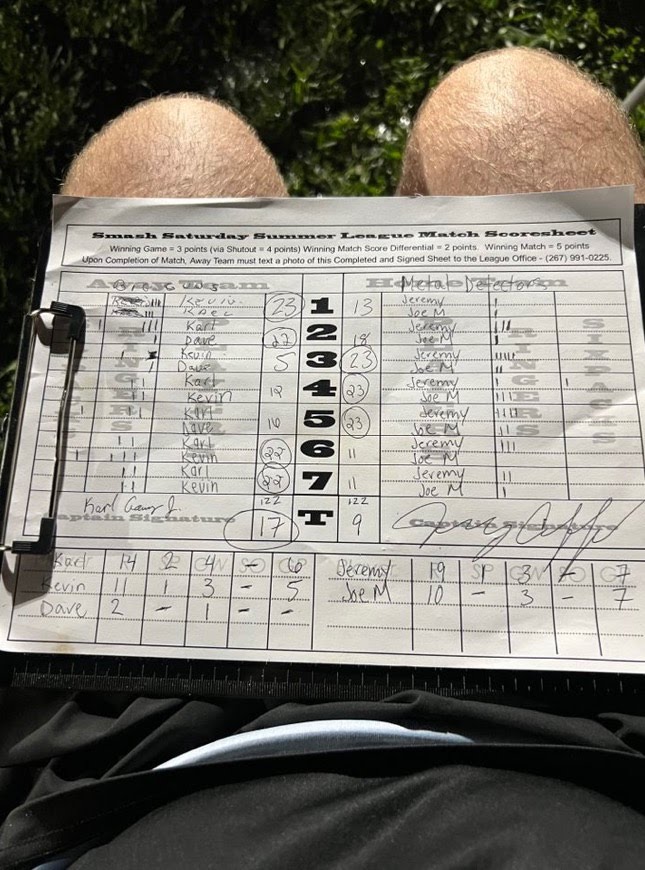 Smash Saturday Summer League Match Scoresheet
Winning Game = 3 points (via Shutout = 4 points) Winning Match Score Differential = 2 points. Winning Match = 5 points
Upon Completion of Match, Away Team must text a photo of this Completed and Signed Sheet to the League Office - (267) 991-0225.
Away Team Home Team
Metal Detectors
Kevin 23 1 13 Jeremy
Karl Joe M
Karl 2 Jeremy
Dave 22 18 Joe M
Kevin 5 3 23 Jeremy
Dave Joe M
Karl 12 4 23 Jeremy
Kevin Joe M
Karl 5 23 Jeremy
Dave Joe M
Karl 6 Jeremy
Kevin 22 11 Joe M
Karl 22 7 11 Jeremy
Kevin Joe M
122 122
17 T 9
Captain Signature Captain Signature
Karl 14 2 4 - 6 Jeremy 19 3 - 7
Kevin 11 1 3 - 5 Joe M 10 - 3 - 7
Dave 2 - 1 - -